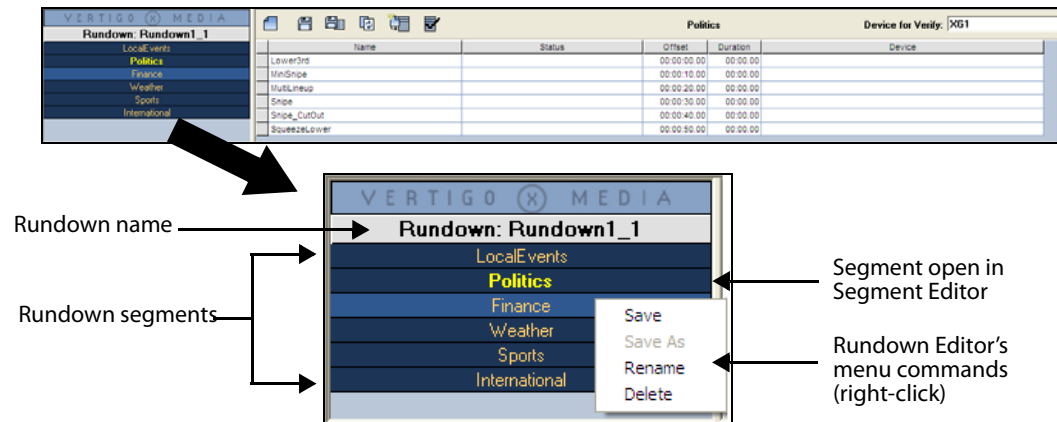 VERTIGO X MEDIA
Rundown: Rundown1_1
LocalEvents
Politics
Finance
Weather
Sports
International
Politics
Device for Verify: XG1
Name Status Offset Duration Device
Lower3rd 00:00:00.00 00:00.00
MiniSnipe 00:00:10.00 00:00.00
MultiLineup 00:00:20.00 00:00.00
Snipe 00:00:30.00 00:00.00
Snipe_CutOut 00:00:40.00 00:00.00
SqueezeLower 00:00:50.00 00:00.00
VERTIGO X MEDIA
Rundown name
Rundown: Rundown1_1
Rundown segments
LocalEvents
Politics
Finance
Weather
Sports
International
Save
Save As
Rename
Delete
Segment open in
Segment Editor
Rundown Editor's
menu commands
(right-click)